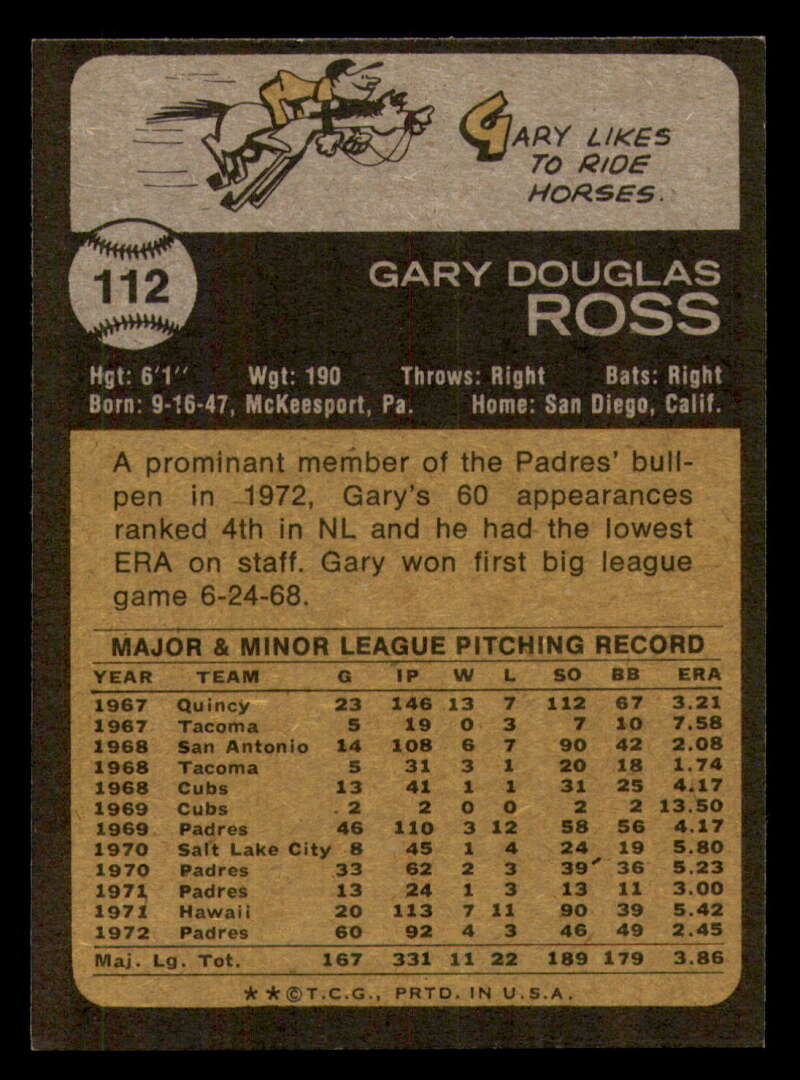 GARY LIKES
TO RIDE
HORSES.
112
GARY DOUGLAS
ROSS
Hgt: 6'1" Wgt: 190 Throws: Right Bats: Right
Born: 9-16-47, McKeesport, Pa. Home: San Diego, Calif.
A prominant member of the Padres' bull-
pen in 1972, Gary's 60 appearances
ranked 4th in NL and he had the lowest
ERA on staff. Gary won first big league
game 6-24-68.
MAJOR & MINOR LEAGUE PITCHING RECORD
YEAR TEAM G IP W L SO BB ERA
1967 Quincy 23 146 13 7 112 67 3.21
1967 Tacoma 5 19 0 3 7 10 7.58
1968 San Antonio 14 108 6 7 90 42 2.08
1968 Tacoma 5 31 3 1 20 18 1.74
1968 Cubs 13 41 1 1 31 25 4.17
1969 Cubs 2 2 0 0 2 2 13.50
1969 Padres 46 110 3 12 58 56 4.17
1970 Salt Lake City 8 45 1 4 24 19 5.80
1970 Padres 33 62 2 3 39 36 5.23
1971 Padres 13 24 1 3 13 11 3.00
1971 Hawaii 20 113 7 11 90 39 5.42
1972 Padres 60 92 4 3 46 49 2.45
Maj. Lg. Tot. 167 331 11 22 189 179 3.86
**©T.C.G., PRTD. IN U.S.A.